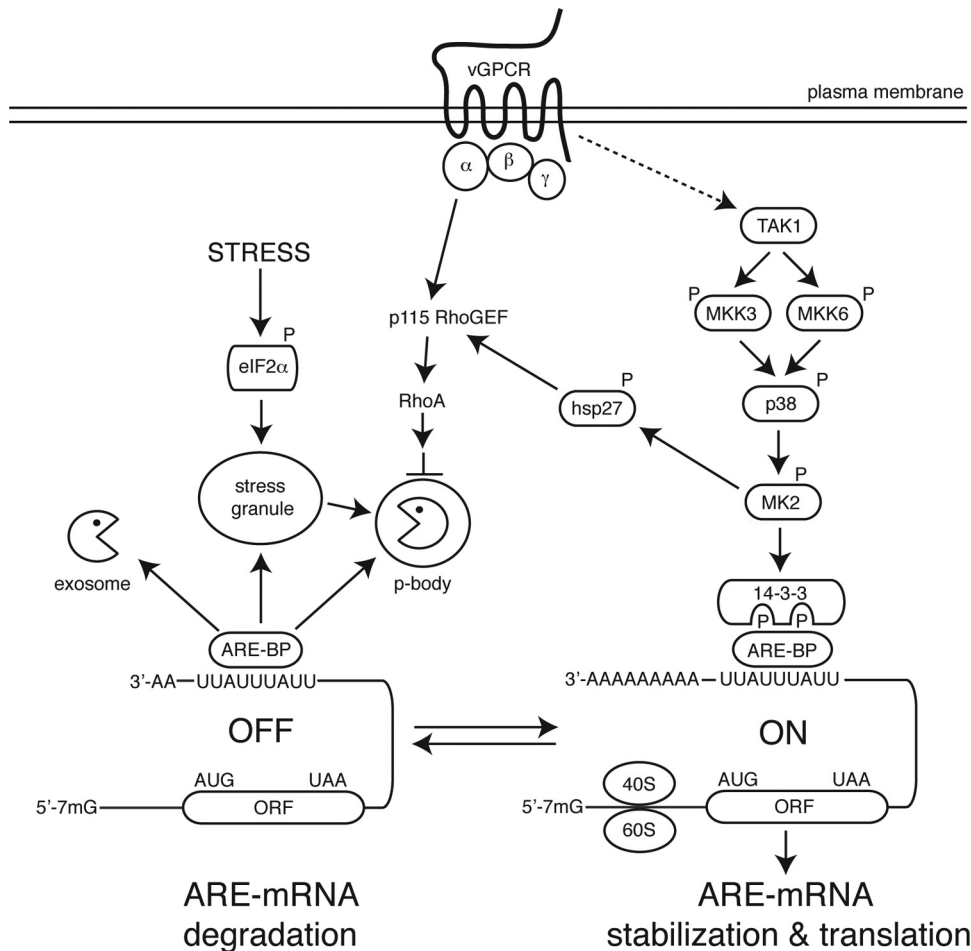 vGPCR
plasma membrane
α
β
γ
TAK1
STRESS
P
MKK3
MKK6
P
p115 RhoGEF
P
eIF2α
P
hsp27
P
p38
RhoA
stress
granule
P
MK2
exosome
p-body
14-3-3
P P
ARE-BP
ARE-BP
3’-AA—UUAUUUAUU
3’-AAAAAAAAA—UUAUUUAUU
OFF
ON
AUG UAA
5’-7mG
ORF
40S
60S
AUG UAA
5’-7mG
ORF
ARE-mRNA
degradation
ARE-mRNA
stabilization & translation